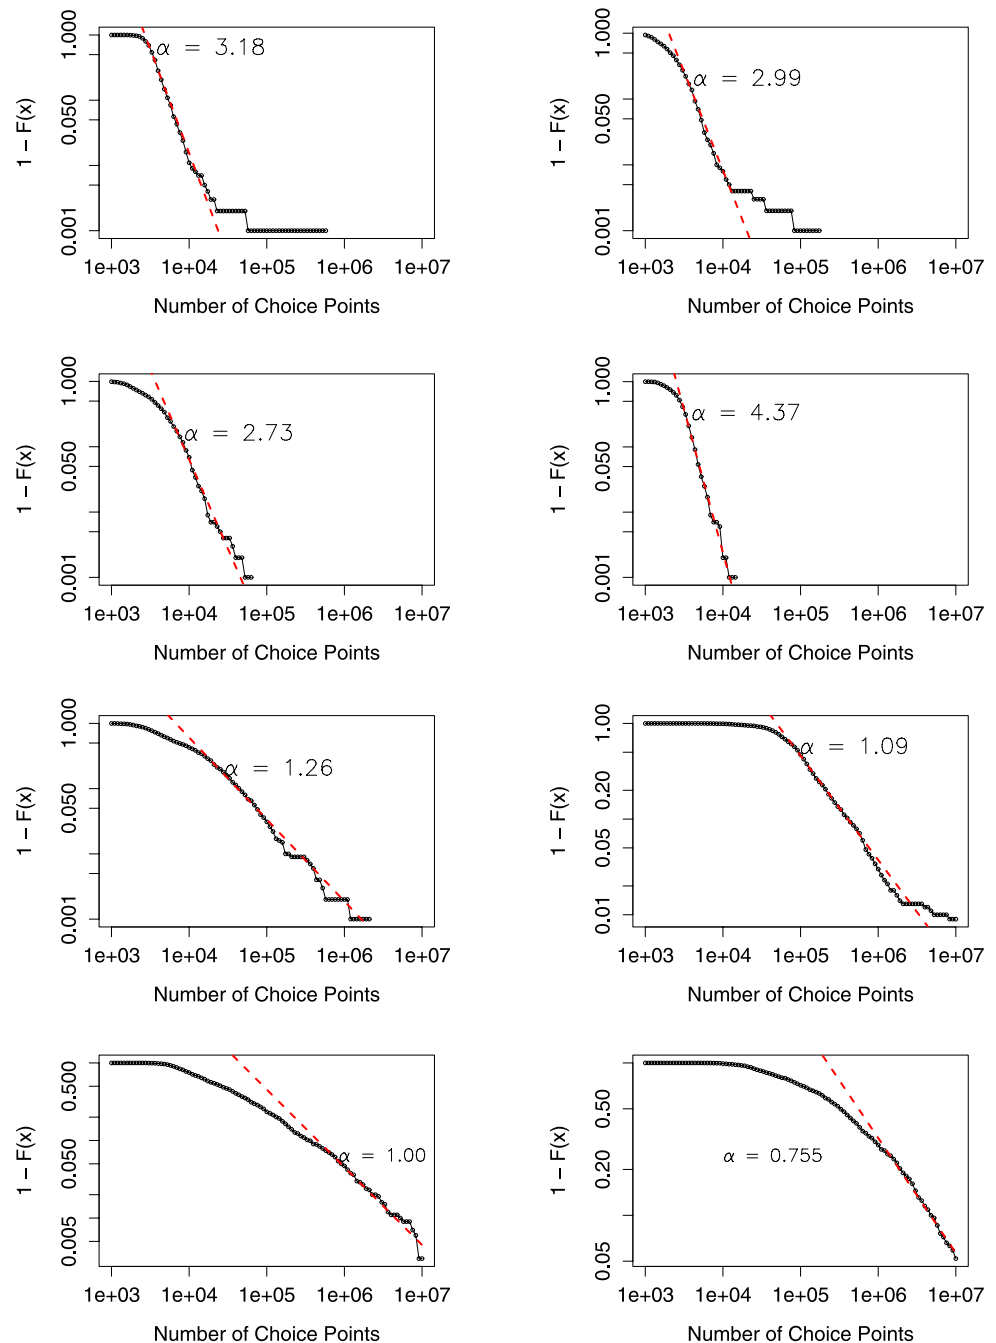 1 − F(x)
1.000
0.050
0.001
α = 3.18
1e+03 1e+04 1e+05 1e+06 1e+07
Number of Choice Points
1 − F(x)
1.000
0.050
0.001
α = 2.99
1e+03 1e+04 1e+05 1e+06 1e+07
Number of Choice Points
1 − F(x)
1.000
0.050
0.001
α = 2.73
1e+03 1e+04 1e+05 1e+06 1e+07
Number of Choice Points
1 − F(x)
1.000
0.050
0.001
α = 4.37
1e+03 1e+04 1e+05 1e+06 1e+07
Number of Choice Points
1 − F(x)
1.000
0.050
0.001
α = 1.26
1e+03 1e+04 1e+05 1e+06 1e+07
Number of Choice Points
1 − F(x)
1.00
0.20
0.05
0.01
α = 1.09
1e+03 1e+04 1e+05 1e+06 1e+07
Number of Choice Points
1 − F(x)
0.500
0.050
0.005
α = 1.00
1e+03 1e+04 1e+05 1e+06 1e+07
Number of Choice Points
1 − F(x)
0.50
0.20
0.05
α = 0.755
1e+03 1e+04 1e+05 1e+06 1e+07
Number of Choice Points